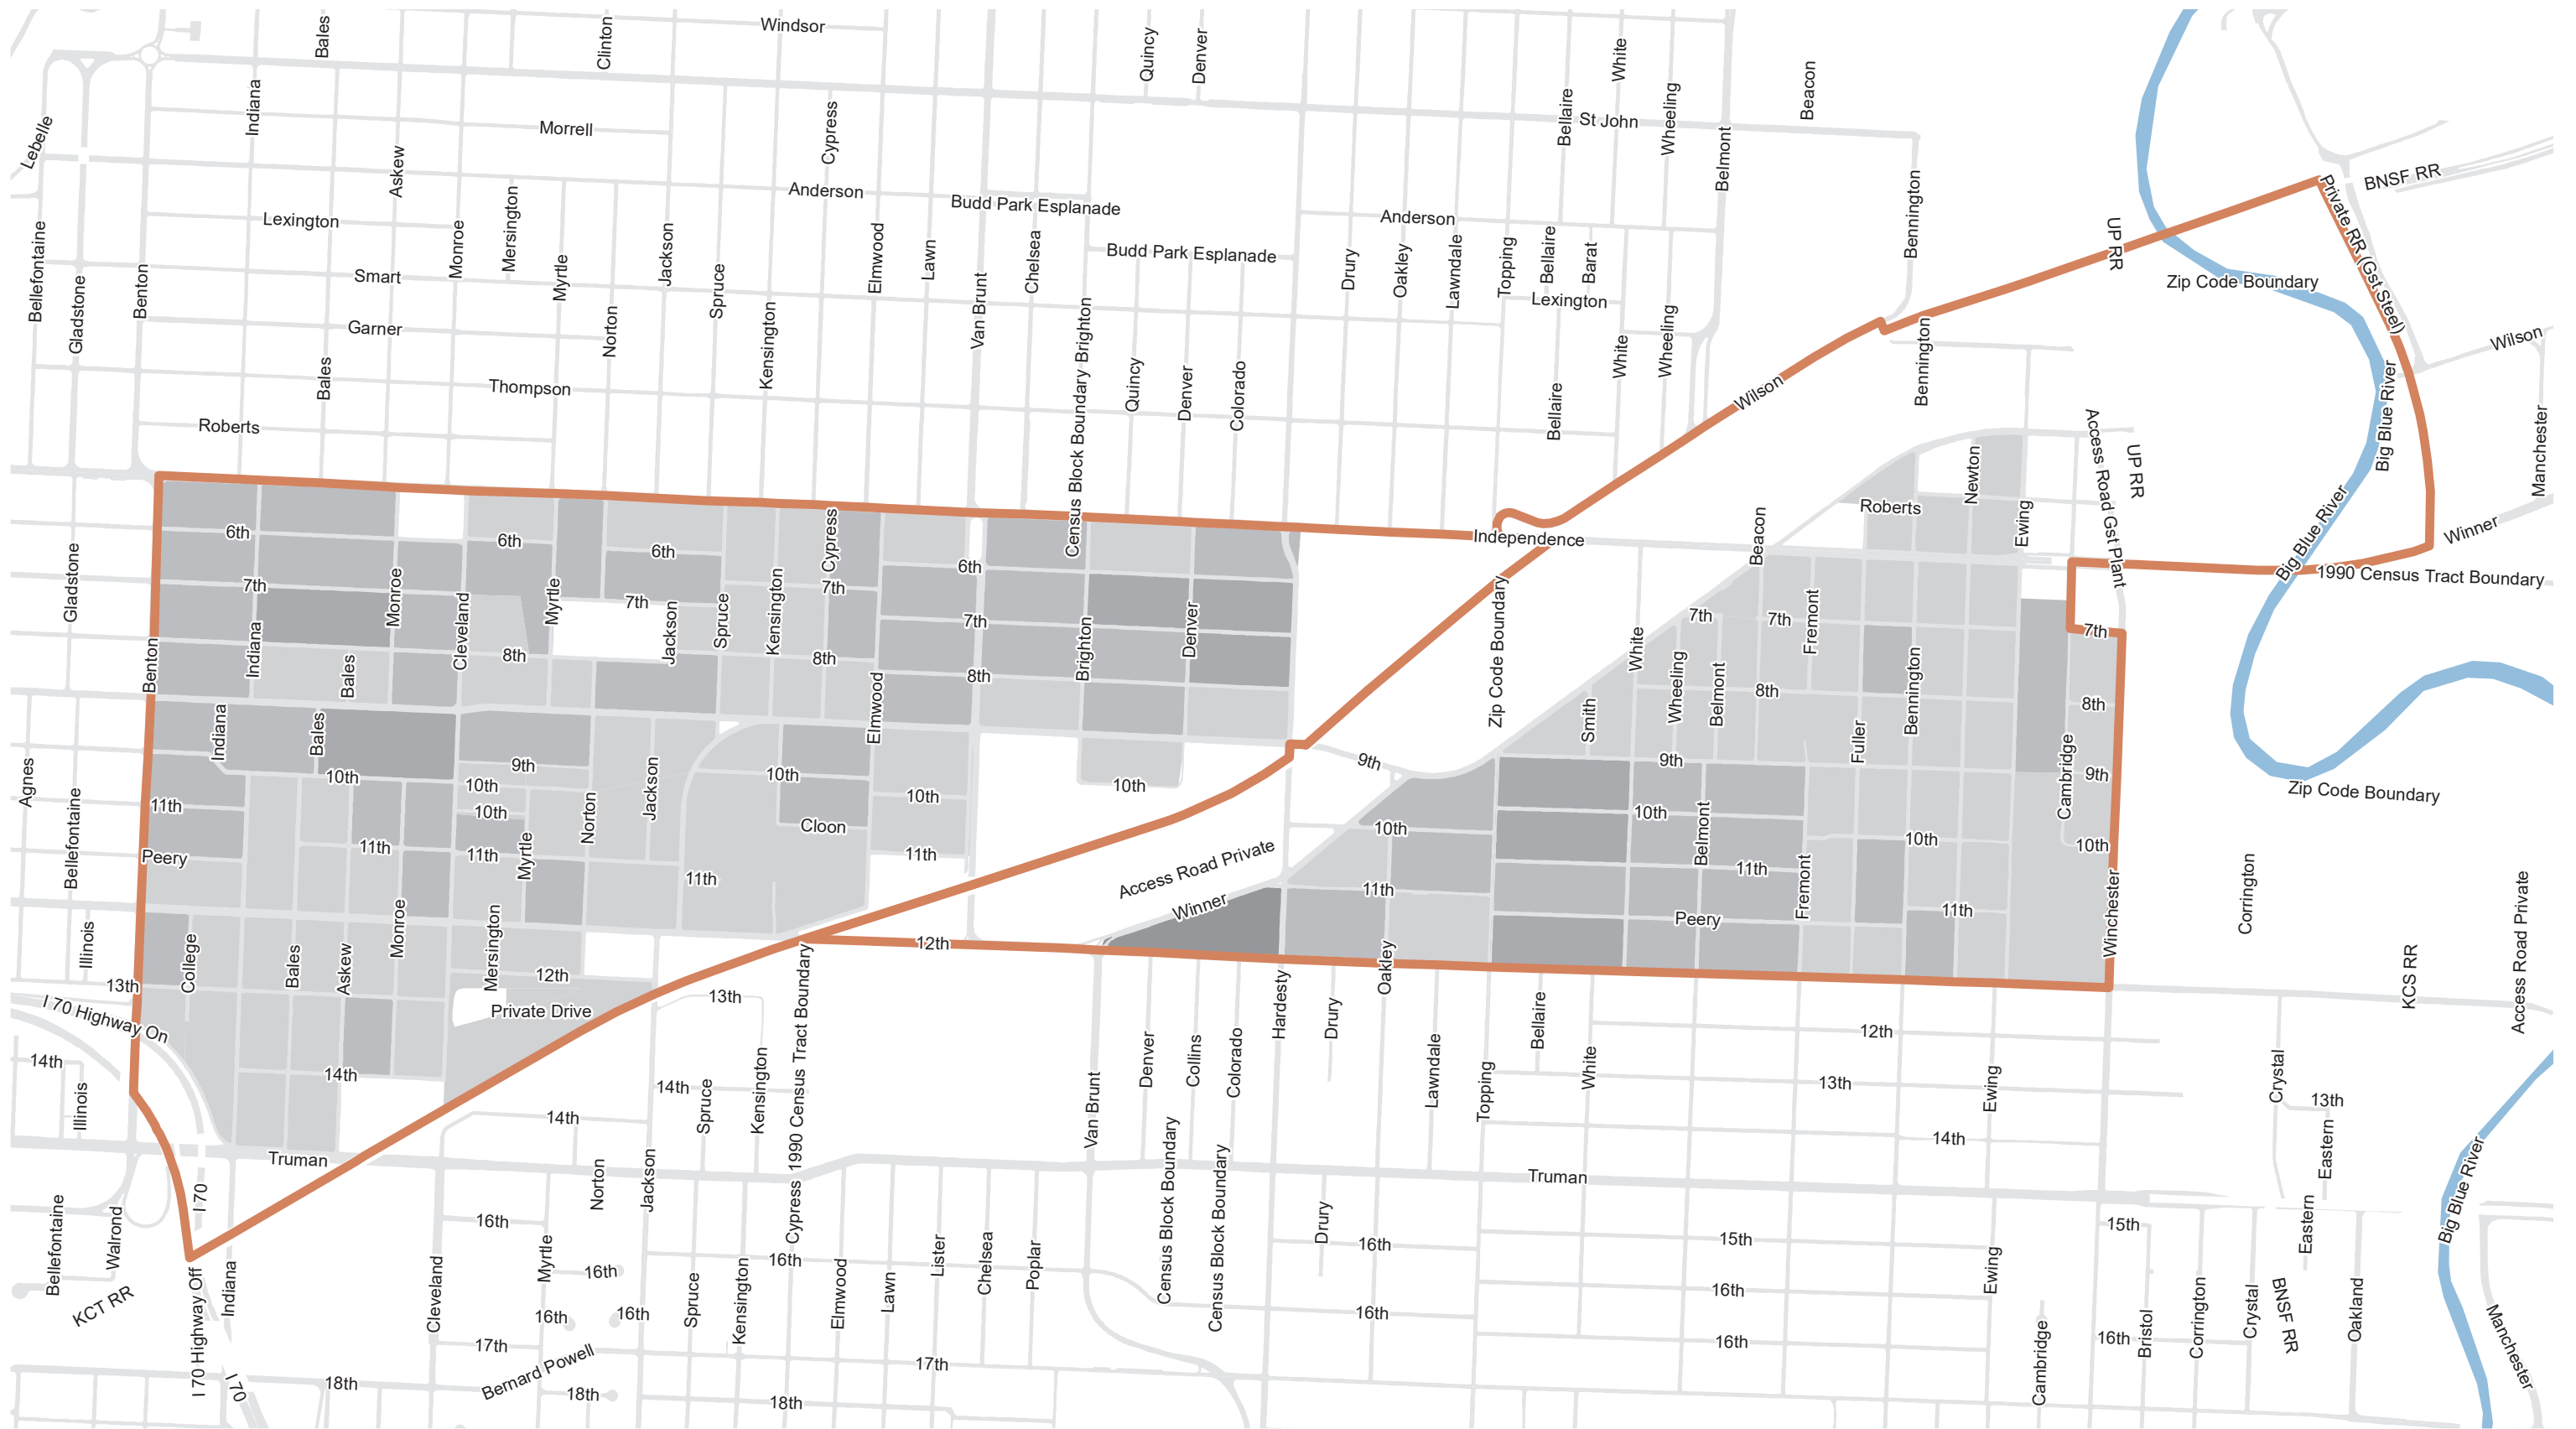 Windsor
Bales
Clinton
Quincy
Denver
White
Beacon
Indiana
Lebelle
Morrell
Cypress
Bellaire
St John
Wheeling
Belmont
Askew
Anderson
Budd Park Esplanade
Anderson
BNSF RR
Private RR (Gst Steel)
Lexington
Mersington
Monroe
Jackson
Elmwood
Lawn
Chelsea
Budd Park Esplanade
Drury
Oakley
Lawndale
Topping
Bellaire
Barat
Bennington
UP RR
Bellefontaine
Gladstone
Benton
Smart
Myrtle
Spruce
Zip Code Boundary
Lexington
Garner
Norton
Kensington
Van Brunt
Census Block Boundary Brighton
White
Wheeling
Bennington
Wilson
Bales
Thompson
Quincy
Denver
Colorado
Bellaire
Wilson
Big Blue River
Manchester
Roberts
Access Road Gst Plant
UP RR
Newton
Roberts
Ewing
Winner
6th
6th
6th
Cypress
6th
Independence
Beacon
Big Blue River
1990 Census Tract Boundary
Gladstone
7th
Monroe
Cleveland
Myrtle
7th
Jackson
Spruce
Kensington
7th
7th
Denver
Brighton
Zip Code Boundary
White
7th
7th
Fremont
7th
Benton
Indiana
Bales
8th
8th
8th
Elmwood
Smith
Wheeling
Belmont
8th
Bennington
8th
Indiana
Bales
9th
9th
9th
Fuller
Cambridge
9th
Zip Code Boundary
Agnes
Bellefontaine
10th
10th
10th
Norton
Jackson
10th
Cloon
10th
10th
10th
10th
Belmont
10th
10th
11th
Peery
11th
11th
Myrtle
11th
11th
Access Road Private
Winner
11th
11th
Fremont
Peery
11th
Winchester
Corrington
Access Road Private
Illinois
College
Bales
Askew
Monroe
Mersington
12th
12th
Oakley
KCS RR
13th
I 70 Highway On
Private Drive
13th
Cypress 1990 Census Tract Boundary
Hardesty
Drury
Bellaire
12th
14th
Illinois
14th
14th
14th
Spruce
Kensington
Van Brunt
Denver
Collins
Colorado
Lawndale
Topping
White
13th
Ewing
Crystal
13th
Eastern
14th
Truman
Norton
Jackson
Truman
Census Block Boundary
Census Block Boundary
Big Blue River
I 70
Bellefontaine
Walrond
16th
Myrtle
16th
16th
Drury
16th
15th
15th
Eastern
KCT RR
I 70 Highway Off
Indiana
Cleveland
16th
16th
Spruce
Kensington
Elmwood
Lawn
Lister
Chelsea
Poplar
16th
16th
Ewing
16th
Cambridge
16th
Bristol
Corrington
Crystal
BNSF RR
Oakland
Manchester
17th
Bernard Powell
17th
18th
18th
18th
I 70